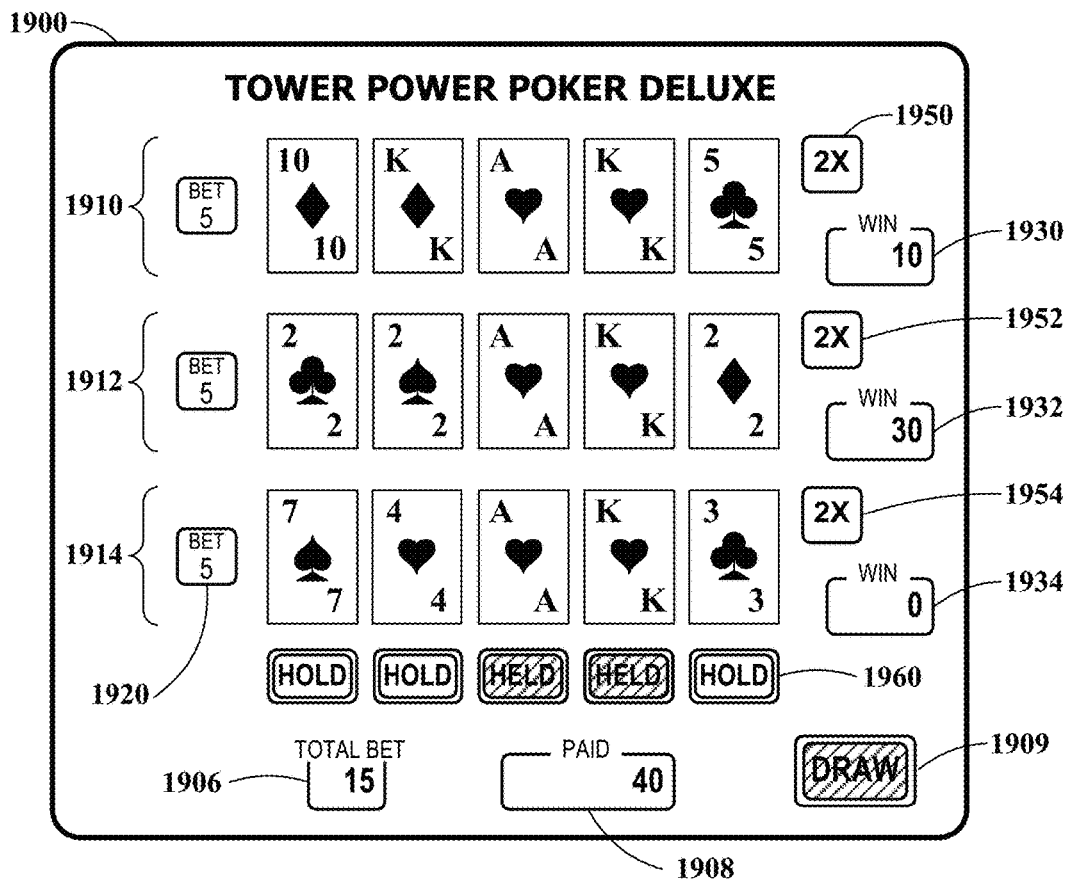 1900
TOWER POWER POKER DELUXE
1950
10 K A K 5 2X
1910 BET 5 WIN 10 1930
10 K A K 5
1952
2 2 A K 2 2X
1912 BET 5 WIN 30 1932
2 2 A K 2
1954
7 4 A K 3 2X
1914 BET 5 WIN 0 1934
7 4 A K 3
1920 HOLD HOLD HELD HELD HOLD 1960
TOTAL BET PAID
1906 15 40 DRAW 1909
1908